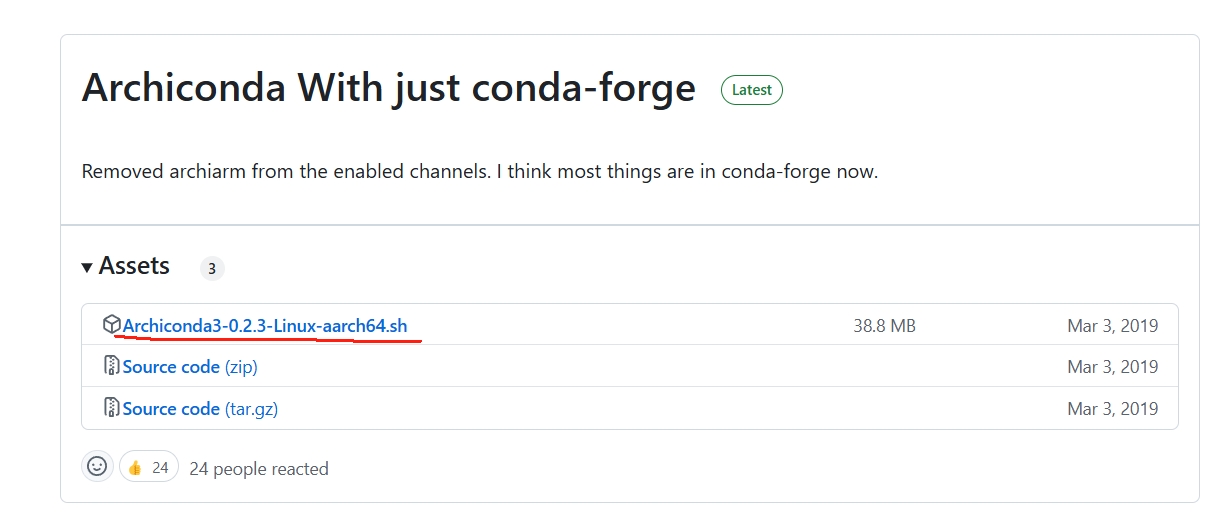 Archiconda With just conda-forge Latest
Removed archiarm from the enabled channels. I think most things are in conda-forge now.
Assets 3
Archiconda3-0.2.3-Linux-aarch64.sh 38.8 MB Mar 3, 2019
Source code (zip) Mar 3, 2019
Source code (tar.gz) Mar 3, 2019
24 24 people reacted